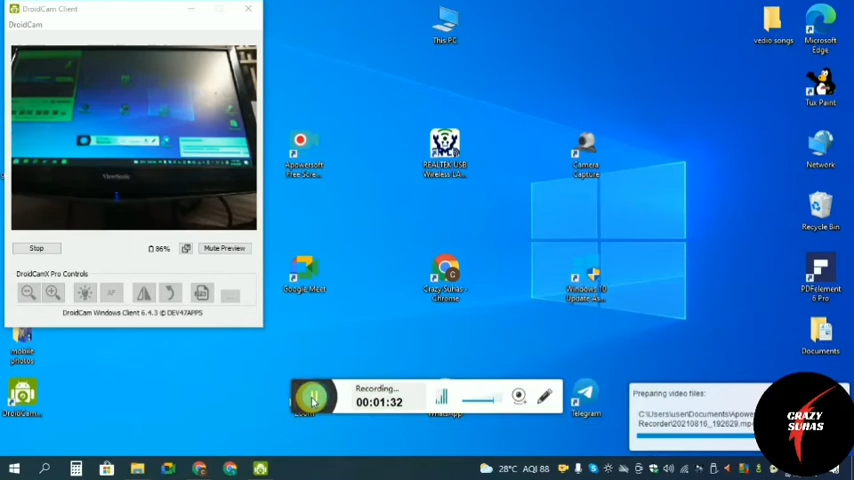 DroidCam Client
DroidCam
ViewSonic
Stop
86%
Mute Preview
DroidCamX Pro Controls
AF
...
DroidCam Windows Client 6.4.3 © DEV47APPS
This PC
vedio songs
Microsoft
Edge
Apowersoft
Free Scre...
REALTEK USB
Wireless LA...
Camera
Capture
Tux Paint
Network
Recycle Bin
Google Meet
Crazy Suhas -
Chrome
Windows 10
Update As...
PDFelement
6 Pro
mobile
photos
Documents
DroidCam...
Recording...
00:01:32
WhatsApp
Telegram
Preparing video files:
C:\Users\user\Documents\Apowe
Recorder\20210816_192629.mp
CRAZY
SUHAS
28°C AQI 88